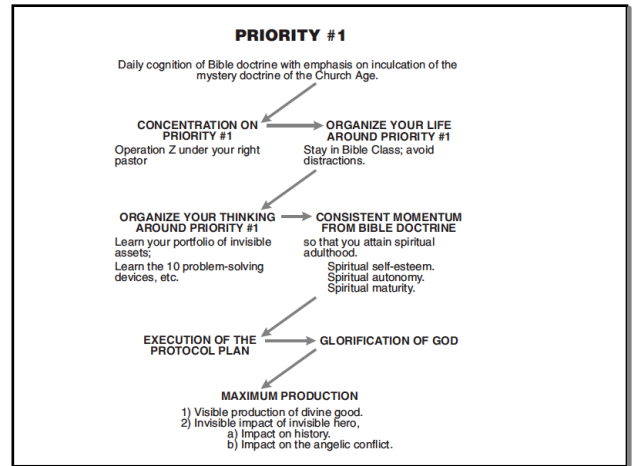 PRIORITY #1
Daily cognition of Bible doctrine with emphasis on inculcation of the
mystery doctrine of the Church Age.
CONCENTRATION ON
PRIORITY #1
Operation Z under your right
pastor
ORGANIZE YOUR LIFE
AROUND PRIORITY #1
Stay in Bible Class; avoid
distractions.
ORGANIZE YOUR THINKING
AROUND PRIORITY #1
Learn your portfolio of invisible
assets;
Learn the 10 problem-solving
devices, etc.
CONSISTENT MOMENTUM
FROM BIBLE DOCTRINE
so that you attain spiritual
adulthood.
Spiritual self-esteem.
Spiritual autonomy.
Spiritual maturity.
EXECUTION OF THE
PROTOCOL PLAN
GLORIFICATION OF GOD
MAXIMUM PRODUCTION
1) Visible production of divine good.
2) Invisible impact of invisible hero,
a) Impact on history.
b) Impact on the angelic conflict.